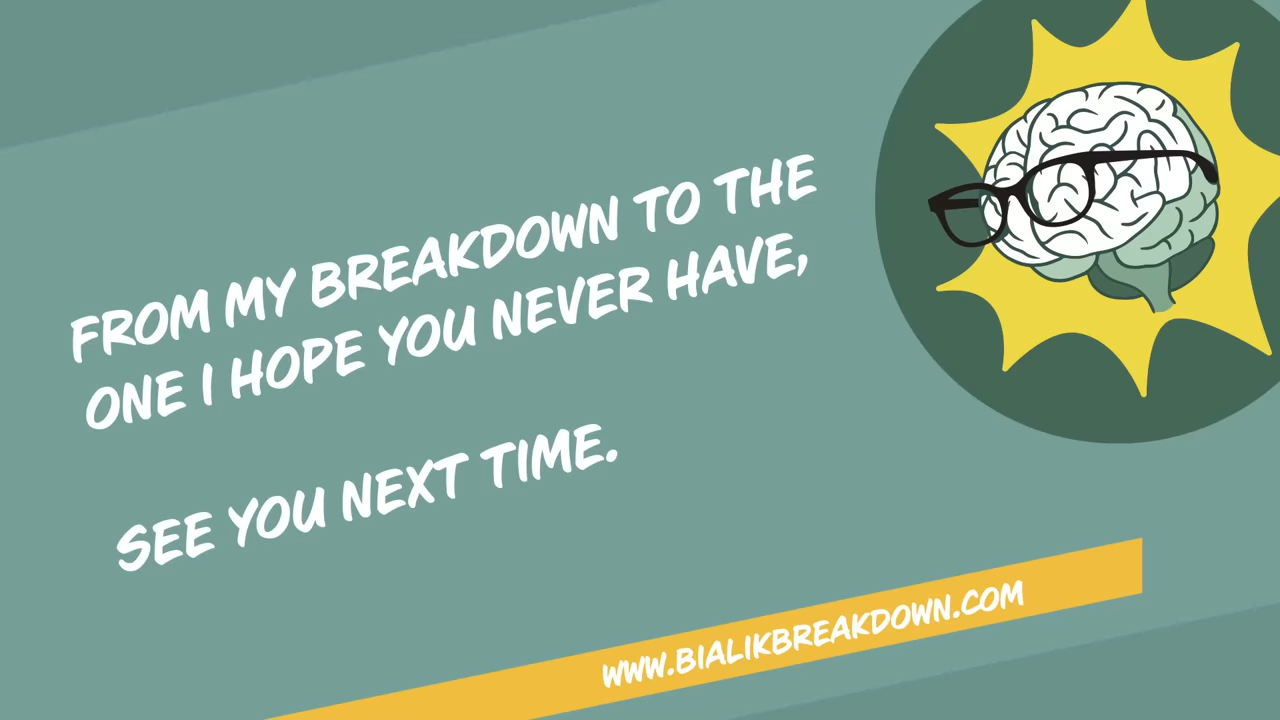 FROM MY BREAKDOWN TO THE
ONE I HOPE YOU NEVER HAVE,
SEE YOU NEXT TIME.
WWW.BIALIKBREAKDOWN.COM